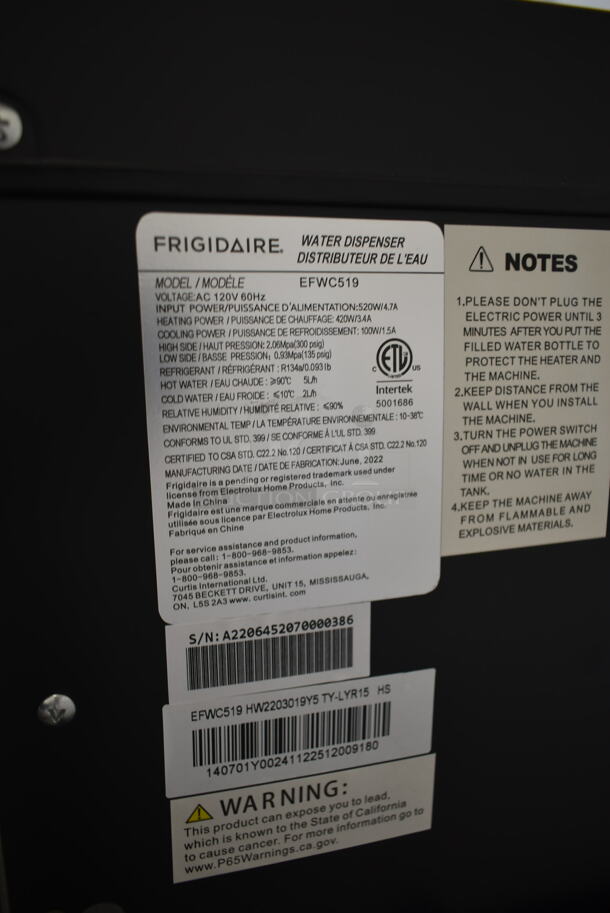 FRIGIDAIRE. WATER DISPENSER
DISTRIBUTEUR DE L'EAU
MODEL / MODÈLE EFWC519
VOLTAGE:AC 120V 60Hz
INPUT POWER/PUISSANCE D'ALIMENTATION:520W/4.7A
HEATING POWER / PUISSANCE DE CHAUFFAGE: 420W/3.4A
COOLING POWER / PUISSANCE DE REFROIDISSEMENT: 100W/1.5A
HIGH SIDE / HAUT PRESSION: 2.06Mpa(300 psig)
LOW SIDE / BASSE PRESSION: 0.93Mpa(135 psig)
REFRIGERANT / RÉFRIGÉRANT : R134a/0.093 lb
HOT WATER / EAU CHAUDE : ≥90℃ 5L/h
COLD WATER / EAU FROIDE : ≤10℃ 2L/h
RELATIVE HUMIDITY / HUMIDITÉ RELATIVE : ≤90%
ENVIRONMENTAL TEMP / LA TEMPÉRATURE ENVIRONNEMENTALE : 10-38℃
CONFORMS TO UL STD. 399 / SE CONFORME À L'UL STD. 399
CERTIFIED TO CSA STD. C22.2 No.120 / CERTIFICAT À CSA STD. C22.2 No.120
MANUFACTURING DATE / DATE DE FABRICATION:June, 2022
C ETL US
Intertek
5001686
Frigidaire is a pending or registered trademark used under
license from Electrolux Home Products, Inc.
Made in China
Frigidaire est une marque commerciale en attente ou enregistrée
utilisée sous licence par Electrolux Home Products, Inc.
Fabriqué en Chine
For service assistance and product information,
please call: 1-800-968-9853.
Pour obtenir assistance et information appelez:
1-800-968-9853.
Curtis International Ltd.
7045 BECKETT DRIVE, UNIT 15, MISSISSAUGA,
ON, L5S 2A3 www. curtisint. com
NOTES
1.PLEASE DON'T PLUG THE
ELECTRIC POWER UNTIL 3
MINUTES AFTER YOU PUT THE
FILLED WATER BOTTLE TO
PROTECT THE HEATER AND
THE MACHINE.
2.KEEP DISTANCE FROM THE
WALL WHEN YOU INSTALL
THE MACHINE.
3.TURN THE POWER SWITCH
OFF AND UNPLUG THE MACHINE
WHEN NOT IN USE FOR LONG
TIME OR NO WATER IN THE
TANK.
4.KEEP THE MACHINE AWAY
FROM FLAMMABLE AND
EXPLOSIVE MATERIALS.
S/N: A2206452070000386
EFWC519 HW2203019Y5 TY-LYR15 HS
140701Y00241122512009180
WARNING:
This product can expose you to lead,
which is known to the State of California
to cause cancer. For more information go to
www.P65Warnings.ca.gov.